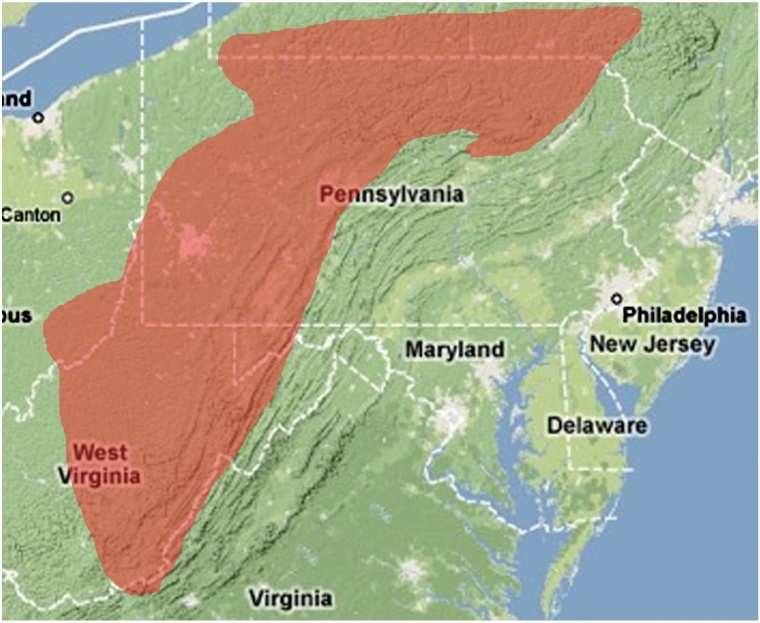 and
Canton
Pennsylvania
bus
Philadelphia
New Jersey
Maryland
Delaware
West
Virginia
Virginia